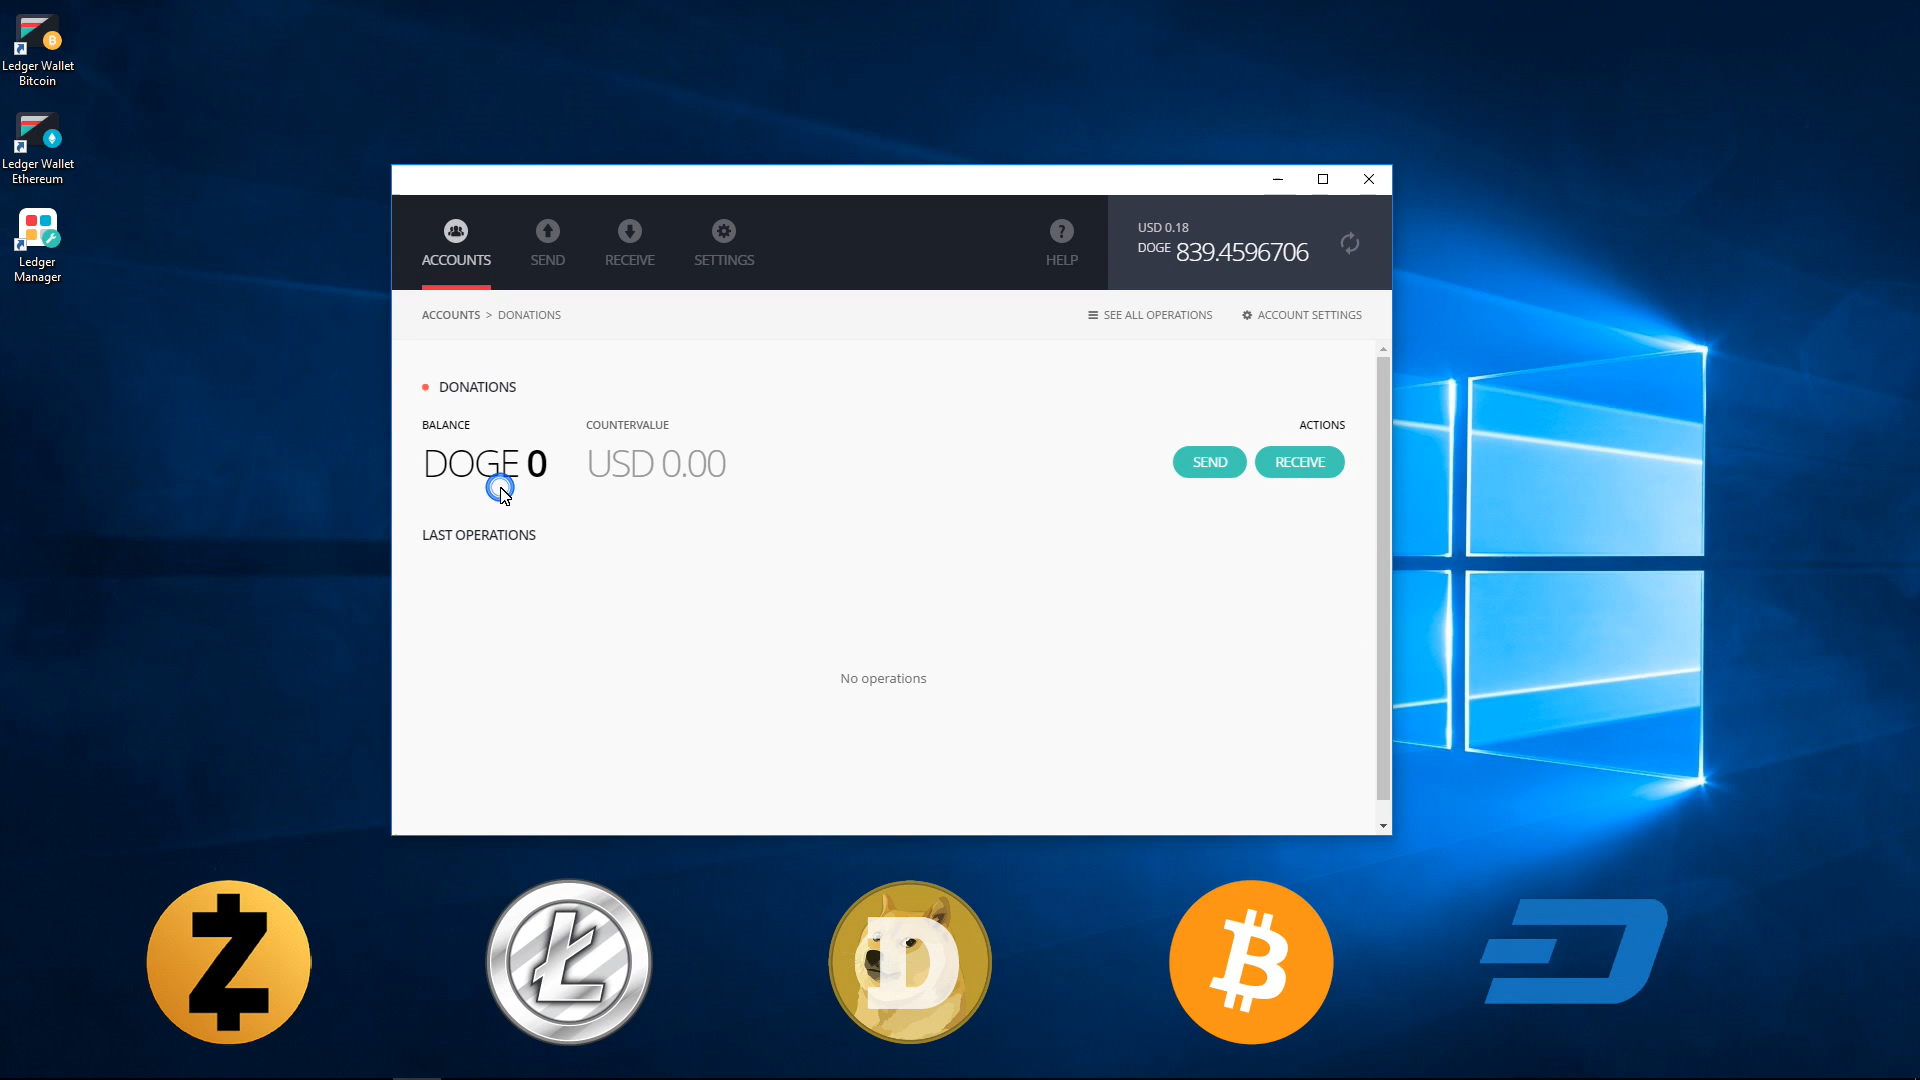 Ledger Wallet
Bitcoin
Ledger Wallet
Ethereum
Ledger
Manager
ACCOUNTS
SEND
RECEIVE
SETTINGS
HELP
USD 0.18
DOGE 839.4596706
ACCOUNTS > DONATIONS
SEE ALL OPERATIONS
ACCOUNT SETTINGS
DONATIONS
BALANCE
COUNTERVALUE
ACTIONS
DOGE 0
USD 0.00
SEND
RECEIVE
LAST OPERATIONS
No operations